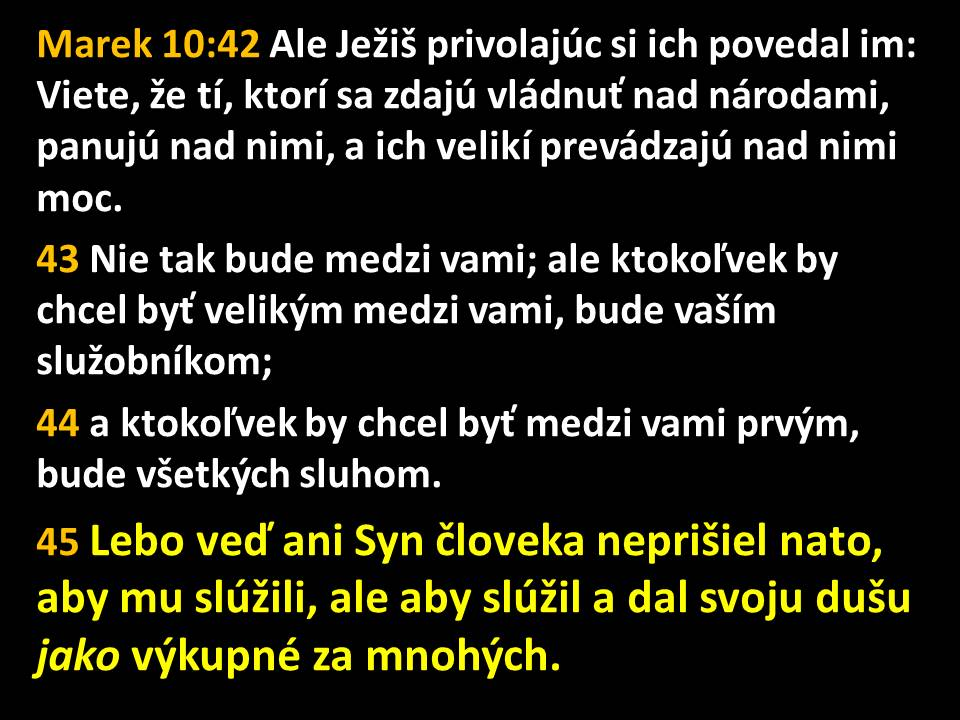 Marek 10:42 Ale Ježiš privolajúc si ich povedal im:
Viete, že tí, ktorí sa zdajú vládnuť nad národami,
panujú nad nimi, a ich velikí prevádzajú nad nimi
moc.
43 Nie tak bude medzi vami; ale ktokoľvek by
chcel byť velikým medzi vami, bude vaším
služobníkom;
44 a ktokoľvek by chcel byť medzi vami prvým,
bude všetkých sluhom.
45 Lebo veď ani Syn človeka neprišiel nato,
aby mu slúžili, ale aby slúžil a dal svoju dušu
jako výkupné za mnohých.